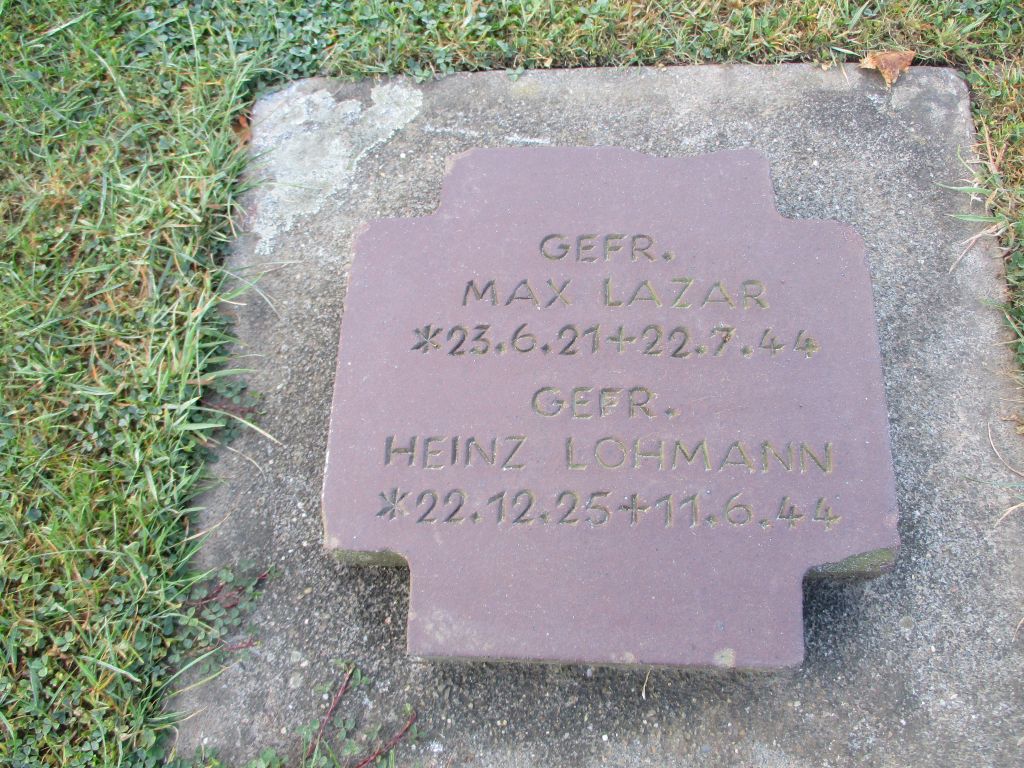 GEFR.
MAX LAZAR
*23.6.21+22.7.44
GEFR.
HEINZ LOHMANN
*22.12.25+11.6.44